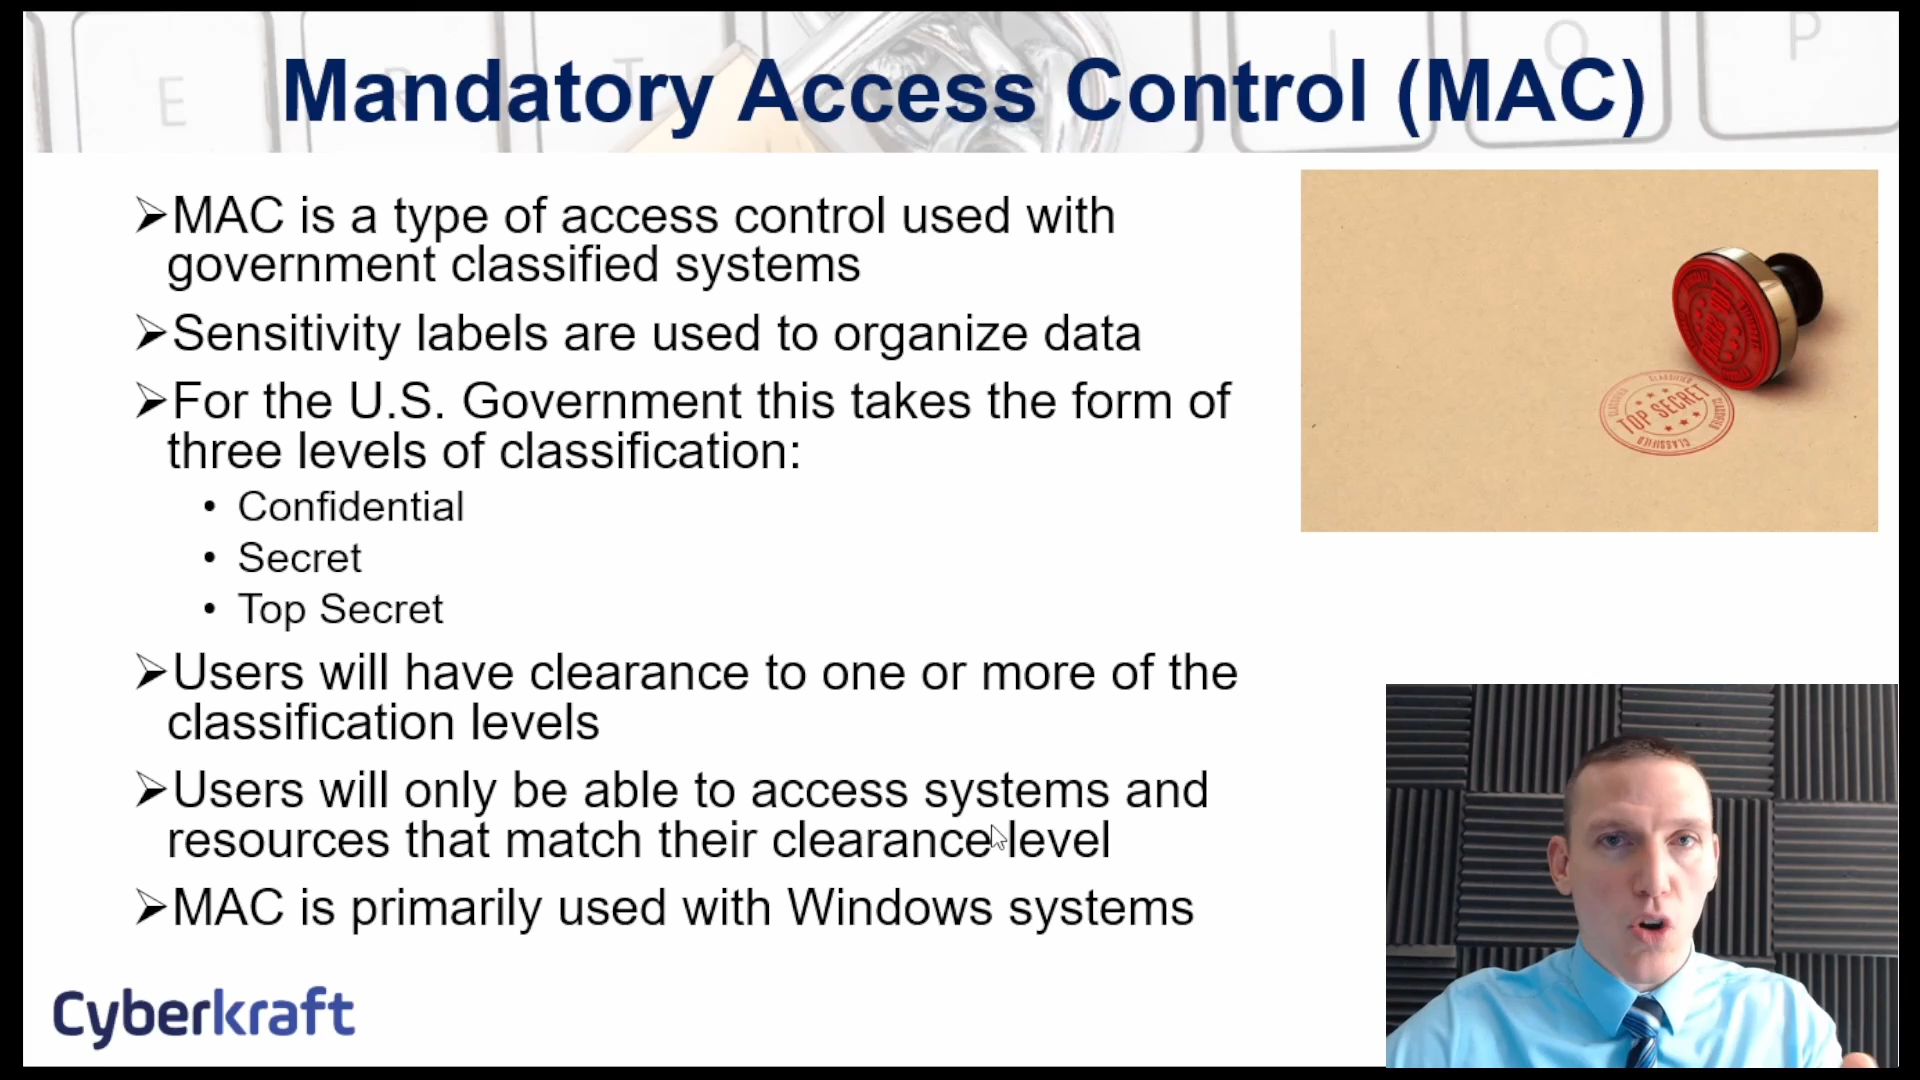 Mandatory Access Control (MAC)
E R T I O P
➢MAC is a type of access control used with
government classified systems
➢Sensitivity labels are used to organize data
➢For the U.S. Government this takes the form of
three levels of classification:
• Confidential
• Secret
• Top Secret
➢Users will have clearance to one or more of the
classification levels
➢Users will only be able to access systems and
resources that match their clearance level
➢MAC is primarily used with Windows systems
CLASSIFIED
TOP SECRET
CLASSIFIED
Cyberkraft